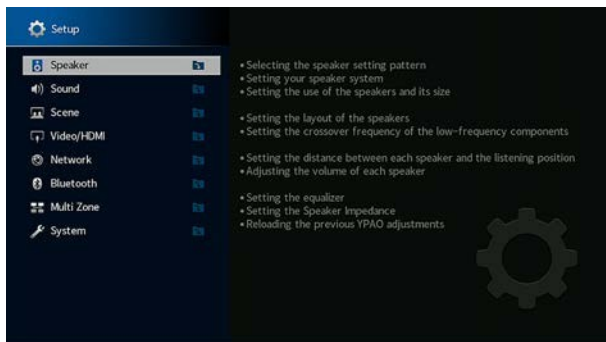 Setup
Speaker
Sound
Scene
Video/HDMI
Network
Bluetooth
Multi Zone
System
▪Selecting the speaker setting pattern
▪Setting your speaker system
▪Setting the use of the speakers and its size
▪Setting the layout of the speakers
▪Setting the crossover frequency of the low-frequency components
▪Setting the distance between each speaker and the listening position
▪Adjusting the volume of each speaker
▪Setting the equalizer
▪Setting the Speaker Impedance
▪Reloading the previous YPAO adjustments